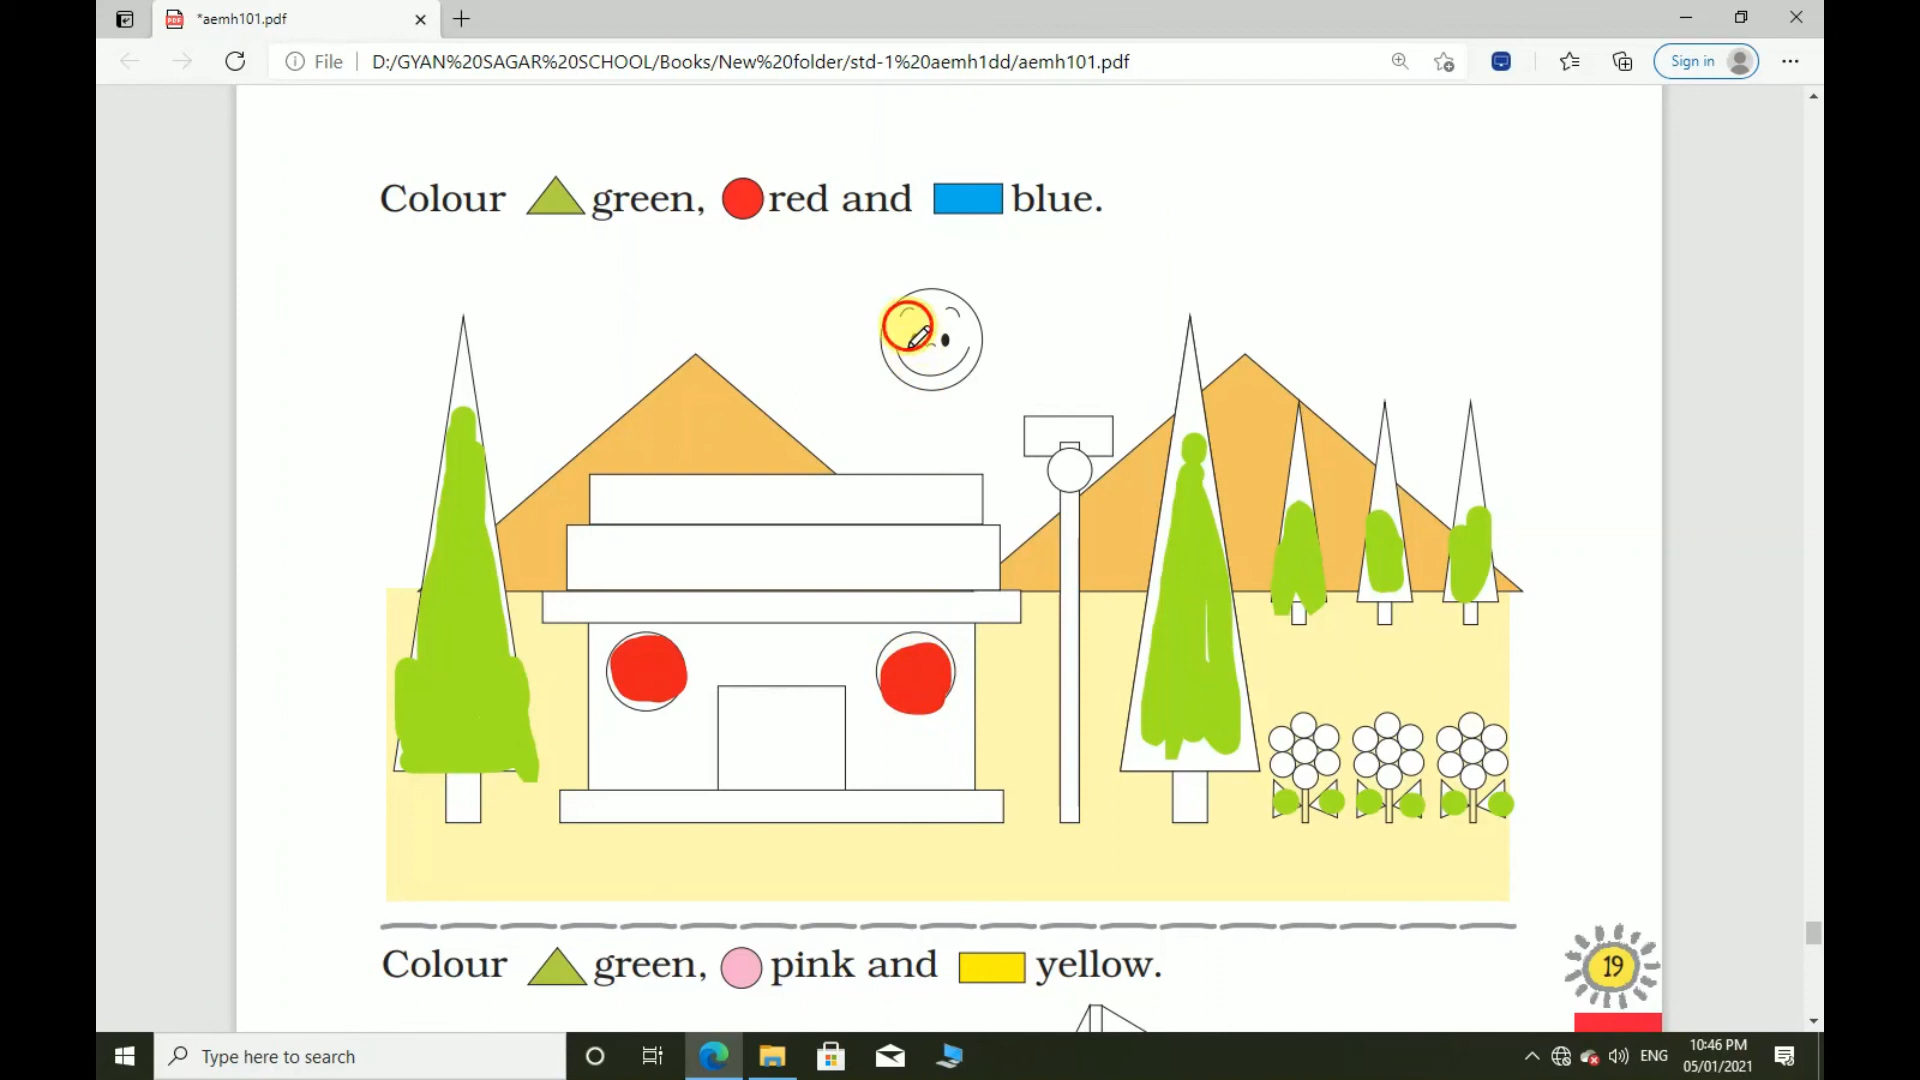 *aemh101.pdf
File D:/GYAN%20SAGAR%20SCHOOL/Books/New%20folder/std-1%20aemh1dd/aemh101.pdf
Sign in
Colour green, red and blue.
Colour green, pink and yellow.
19
Type here to search
ENG
10:46 PM
05/01/2021